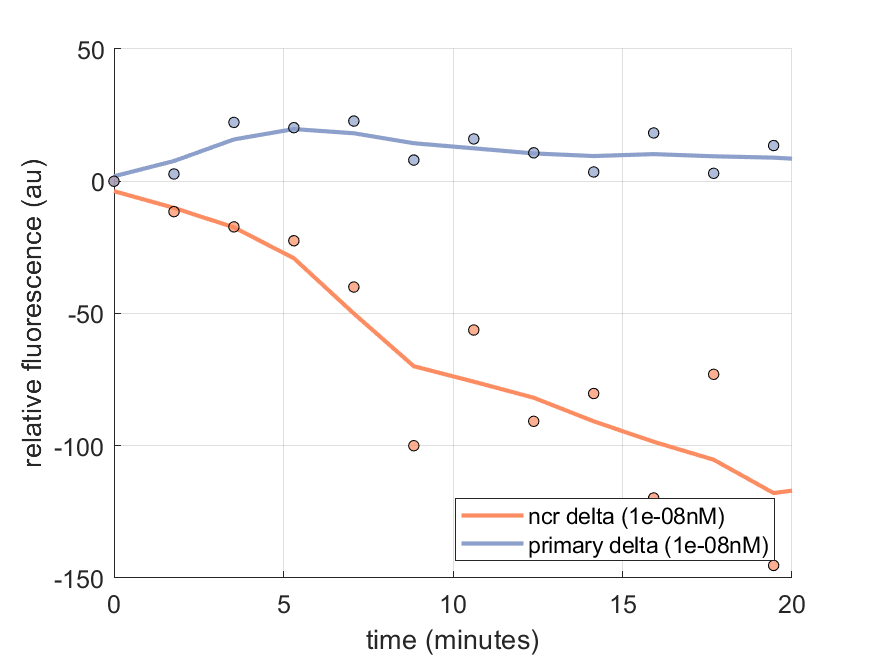 50
0
-50
-100
-150
relative fluorescence (au)
ncr delta (1e-08nM)
primary delta (1e-08nM)
0 5 10 15 20
time (minutes)